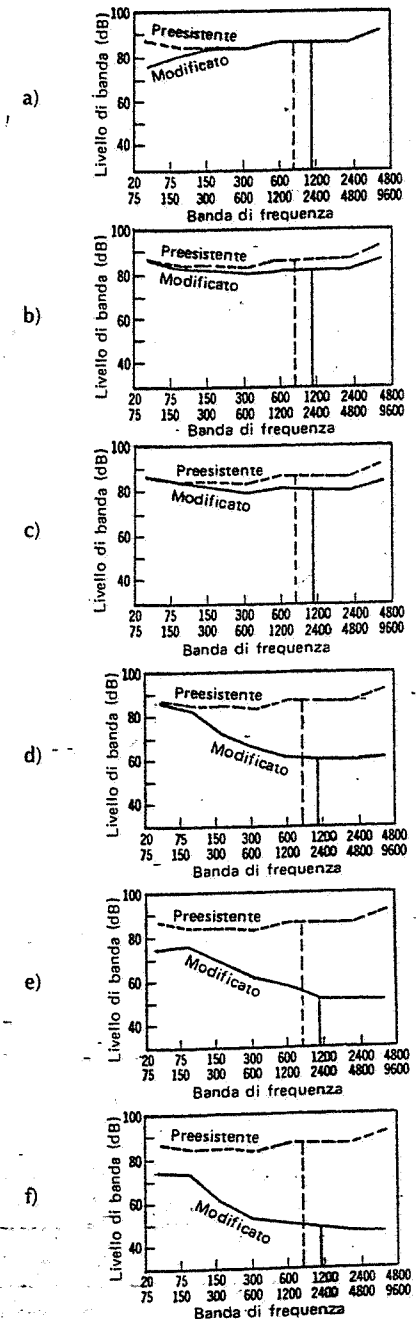 a)
Livello di banda (dB)
100
80
60
40
Preesistente
Modificato
20 75 150 300 600 1200 2400 4800
75 150 300 600 1200 2400 4800 9600
Banda di frequenza
b)
Livello di banda (dB)
100
80
60
40
Preesistente
Modificato
20 75 150 300 600 1200 2400 4800
75 150 300 600 1200 2400 4800 9600
Banda di frequenza
c)
Livello di banda (dB)
100
80
60
40
Preesistente
Modificato
20 75 150 300 600 1200 2400 4800
75 150 300 600 1200 2400 4800 9600
Banda di frequenza
d)
Livello di banda (dB)
100
80
60
40
Preesistente
Modificato
20 75 150 300 600 1200 2400 4800
75 150 300 600 1200 2400 4800 9600
Banda di frequenza
e)
Livello di banda (dB)
100
80
60
40
Preesistente
Modificato
20 75 150 300 600 1200 2400 4800
75 150 300 600 1200 2400 4800 9600
Banda di frequenza
f)
Livello di banda (dB)
100
80
60
40
Preesistente
Modificato
20 75 150 300 600 1200 2400 4800
75 150 300 600 1200 2400 4800 9600
Banda di frequenza